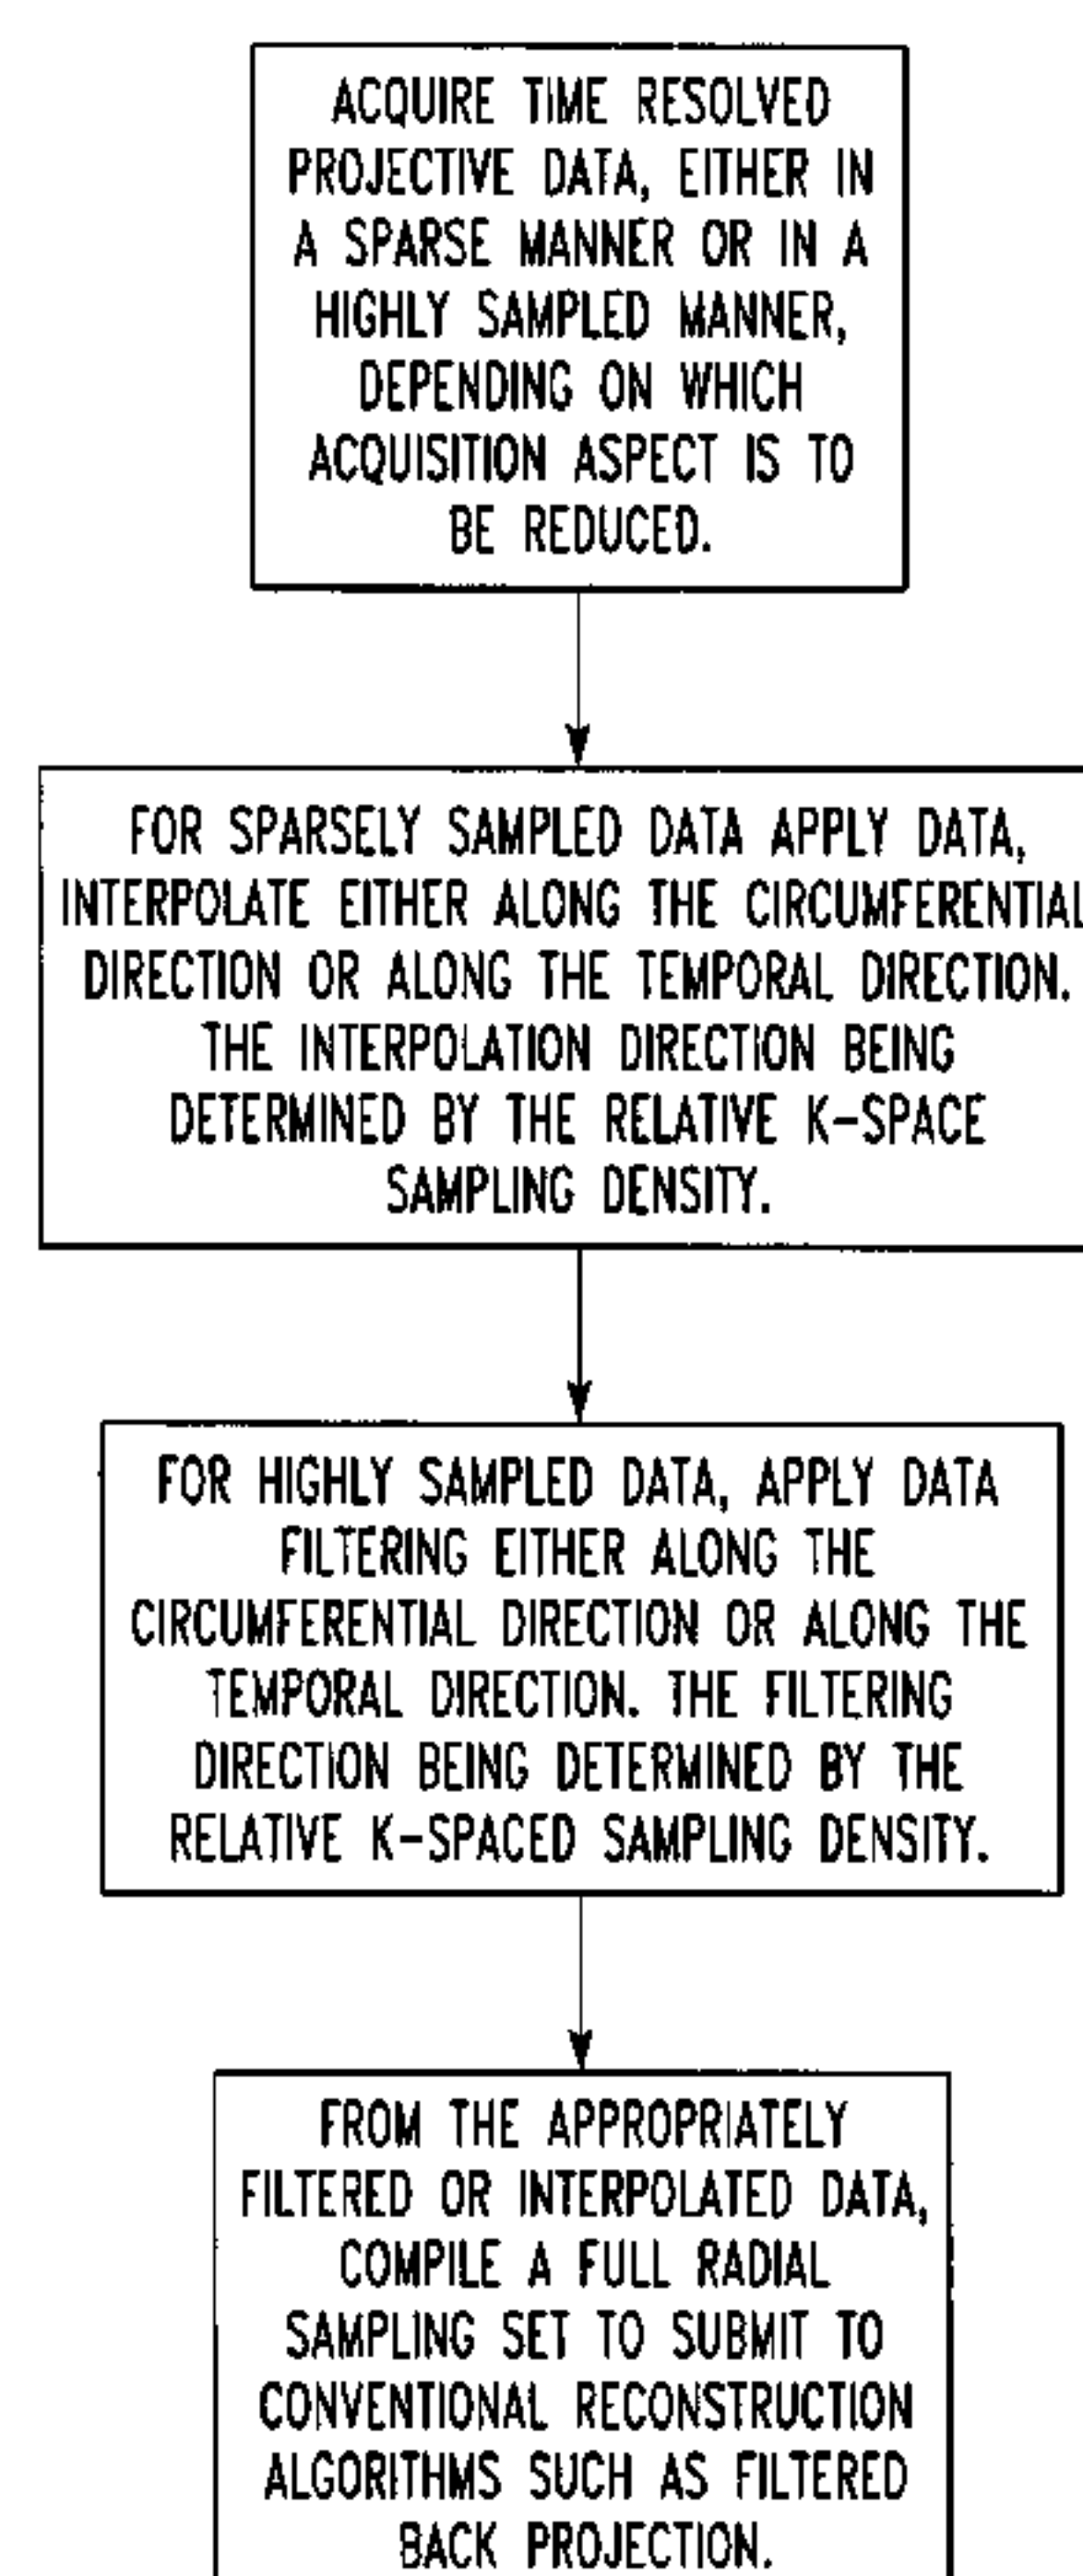 ACQUIRE TIME RESOLVED
PROJECTIVE DATA, EITHER IN
A SPARSE MANNER OR IN A
HIGHLY SAMPLED MANNER,
DEPENDING ON WHICH
ACQUISITION ASPECT IS TO
BE REDUCED.
FOR SPARSELY SAMPLED DATA APPLY DATA,
INTERPOLATE EITHER ALONG THE CIRCUMFERENTIAL
DIRECTION OR ALONG THE TEMPORAL DIRECTION.
THE INTERPOLATION DIRECTION BEING
DETERMINED BY THE RELATIVE K-SPACE
SAMPLING DENSITY.
FOR HIGHLY SAMPLED DATA, APPLY DATA
FILTERING EITHER ALONG THE
CIRCUMFERENTIAL DIRECTION OR ALONG THE
TEMPORAL DIRECTION. THE FILTERING
DIRECTION BEING DETERMINED BY THE
RELATIVE K-SPACED SAMPLING DENSITY.
FROM THE APPROPRIATELY
FILTERED OR INTERPOLATED DATA,
COMPILE A FULL RADIAL
SAMPLING SET TO SUBMIT TO
CONVENTIONAL RECONSTRUCTION
ALGORITHMS SUCH AS FILTERED
BACK PROJECTION.